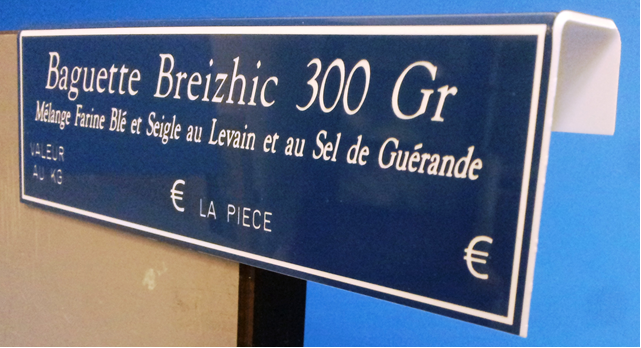 Baguette Breizhic 300 Gr
Mélange Farine Blé et Seigle au Levain et au Sel de Guérande
VALEUR
AU KG
€ LA PIECE
€